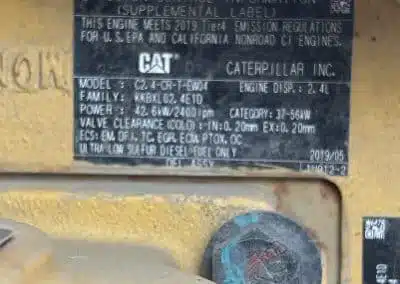 (SUPPLEMENTAL LABEL)
THIS ENGINE MEETS 2019 Tier4 EMISSION REGULATIONS
FOR U.S. EPA AND CALIFORNIA NONROAD CI ENGINES.
CAT CATERPILLAR INC.
MODEL : C2.4-CR-T-EW04 ENGINE DISP.: 2.4L
FAMILY: KKBXL02.4E1D
POWER: 42.6kW/2400rpm CATEGORY: 37-56kW
VALVE CLEARANCE(COLD): IN:0.20mm EX:0.20mm
ECS: EM, DFI, TC, EGR, ECM, PTOX, OC
ULTRA LOW SULFUR DIESEL FUEL ONLY 2019/05